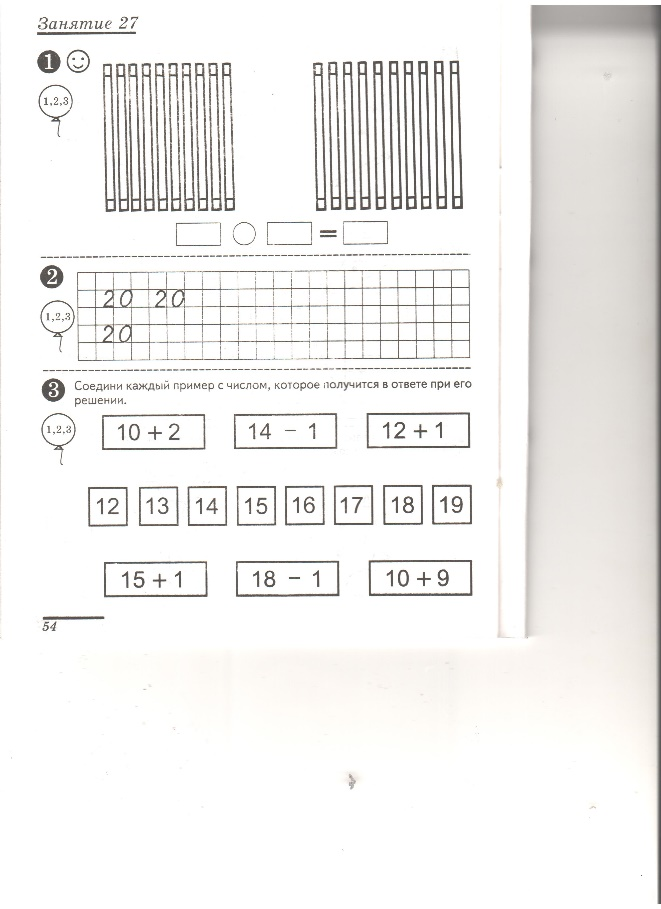 Занятие 27
1
1,2,3
=
2
1,2,3
20 20
20
3 Соедини каждый пример с числом, которое получится в ответе при его
решении.
1,2,3
10 + 2 14 - 1 12 + 1
12 13 14 15 16 17 18 19
15 + 1 18 - 1 10 + 9
54